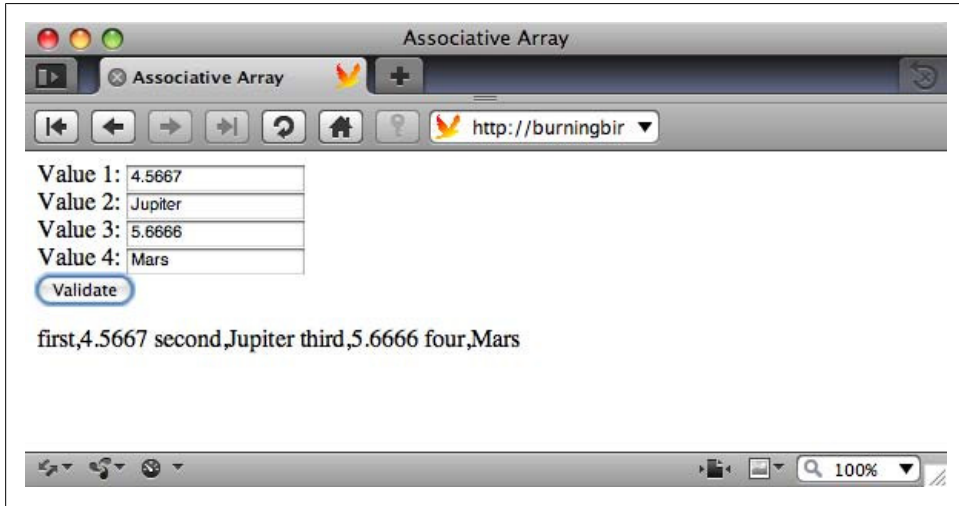 Associative Array
Associative Array
http://burningbir
Value 1: 4.5667
Value 2: Jupiter
Value 3: 5.6666
Value 4: Mars
Validate
first,4.5667 second,Jupiter third,5.6666 four,Mars
100%